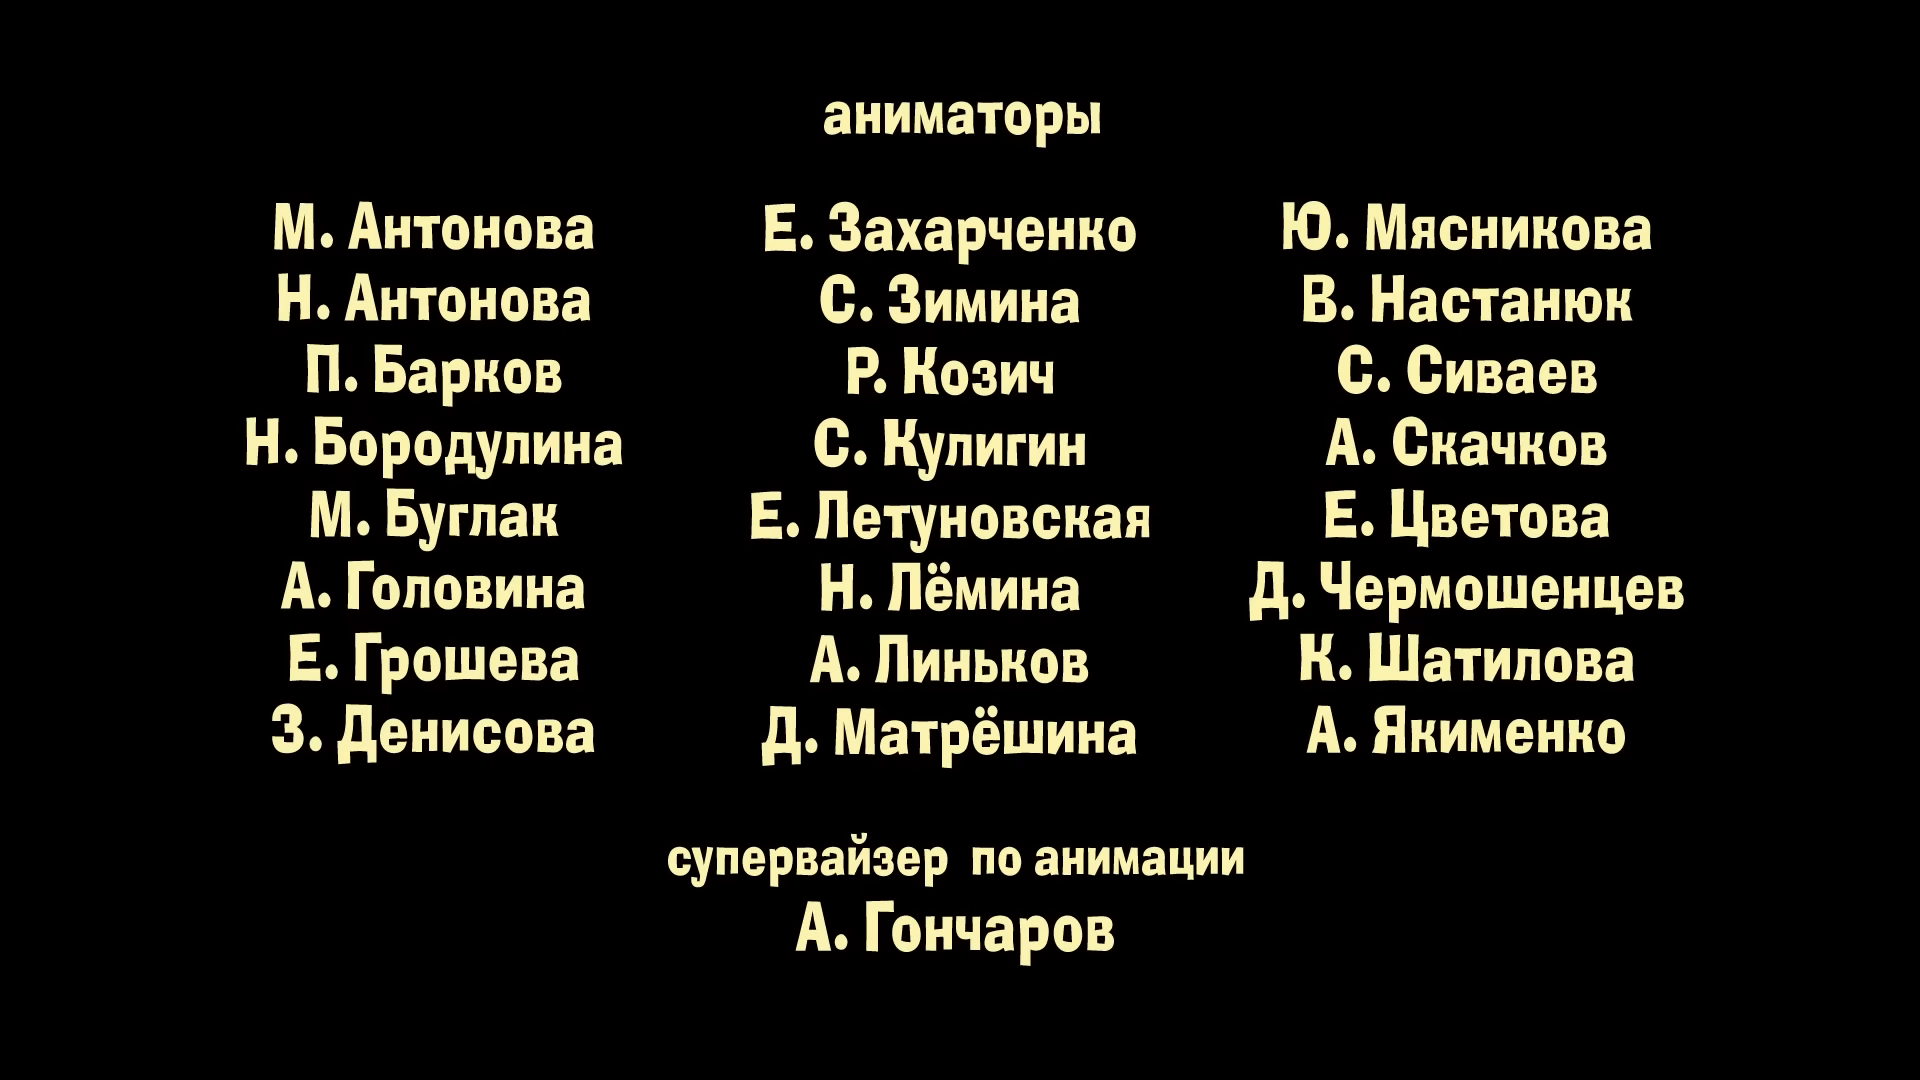 аниматоры
М. Антонова
Н. Антонова
П. Барков
Н. Бородулина
М. Буглак
А. Головина
Е. Грошева
З. Денисова
Е. Захарченко
С. Зимина
Р. Козич
С. Кулигин
Е. Летуновская
Н. Лёмина
А. Линьков
Д. Матрёшина
Ю. Мясникова
В. Настанюк
С. Сиваев
А. Скачков
Е. Цветова
Д. Чермошенцев
К. Шатилова
А. Якименко
супервайзер по анимации
А. Гончаров